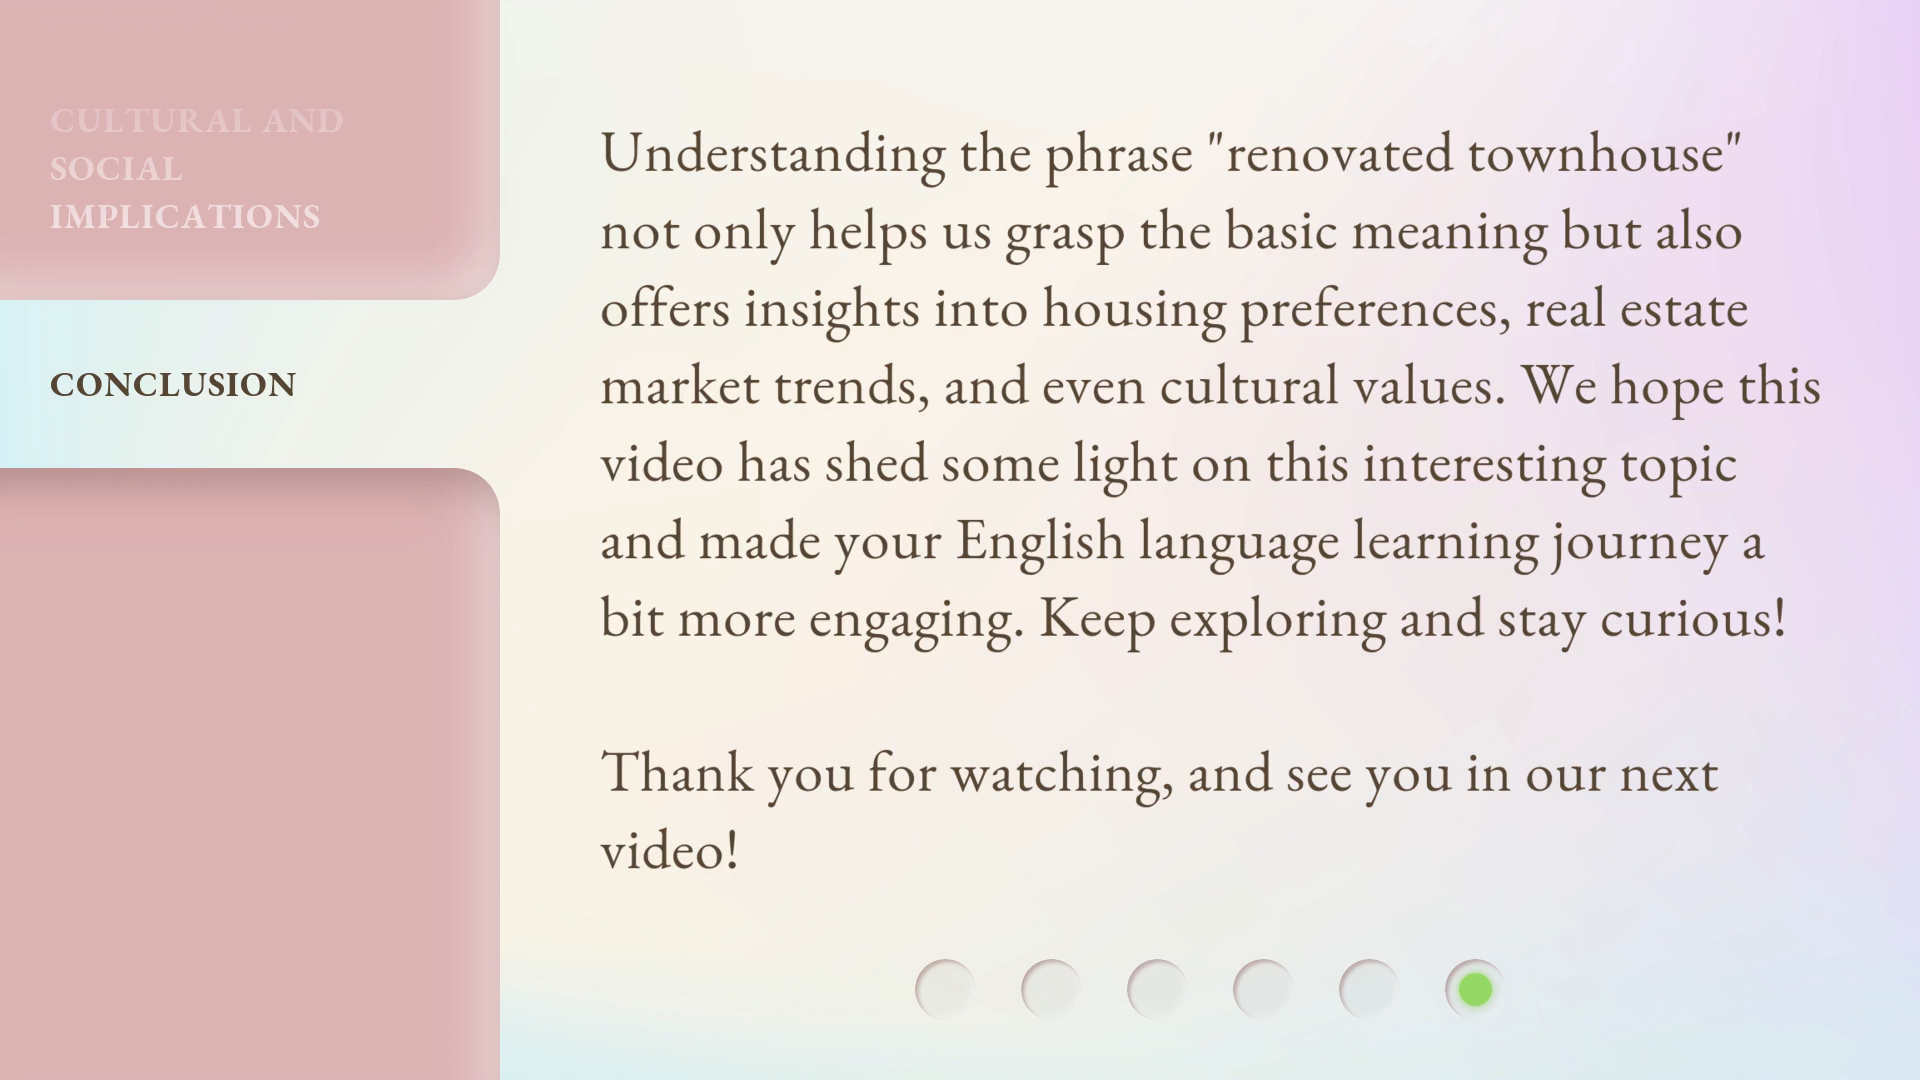 CULTURAL AND
SOCIAL
IMPLICATIONS
CONCLUSION
Understanding the phrase "renovated townhouse"
not only helps us grasp the basic meaning but also
offers insights into housing preferences, real estate
market trends, and even cultural values. We hope this
video has shed some light on this interesting topic
and made your English language learning journey a
bit more engaging. Keep exploring and stay curious!
Thank you for watching, and see you in our next
video!